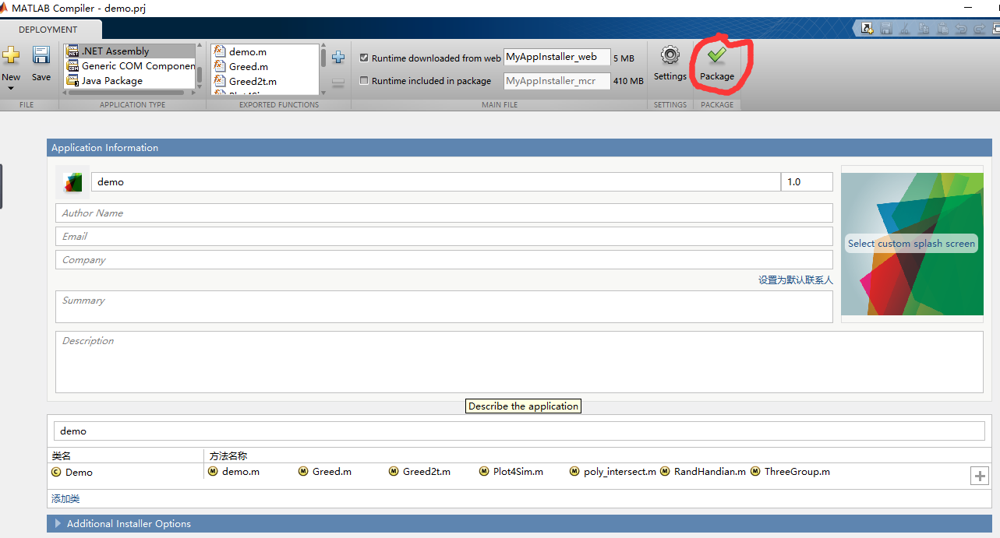 MATLAB Compiler - demo.prj
DEPLOYMENT
New
Save
FILE
.NET Assembly
Generic COM Componen
Java Package
APPLICATION TYPE
demo.m
Greed.m
Greed2t.m
EXPORTED FUNCTIONS
Runtime downloaded from web MyAppInstaller_web 5 MB
Runtime included in package MyAppInstaller_mcr 410 MB
MAIN FILE
Settings
SETTINGS
Package
PACKAGE
Application Information
demo 1.0
Author Name
Email
Company
设置为默认联系人
Summary
Select custom splash screen
Description
Describe the application
demo
类名 方法名称
Demo demo.m Greed.m Greed2t.m Plot4Sim.m poly_intersect.m RandHandian.m ThreeGroup.m
添加类
Additional Installer Options